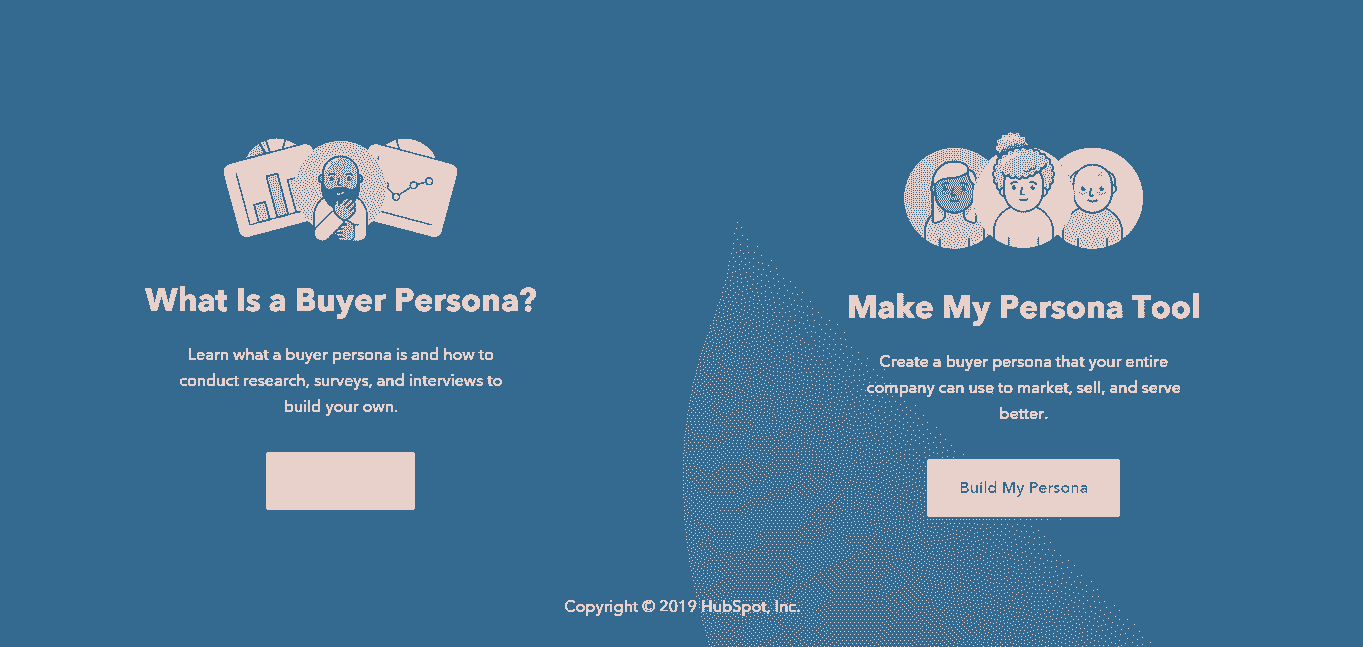 What Is a Buyer Persona?
Learn what a buyer persona is and how to
conduct research, surveys, and interviews to
build your own.
Make My Persona Tool
Create a buyer persona that your entire
company can use to market, sell, and serve
better.
Build My Persona
Copyright © 2019 HubSpot, Inc.